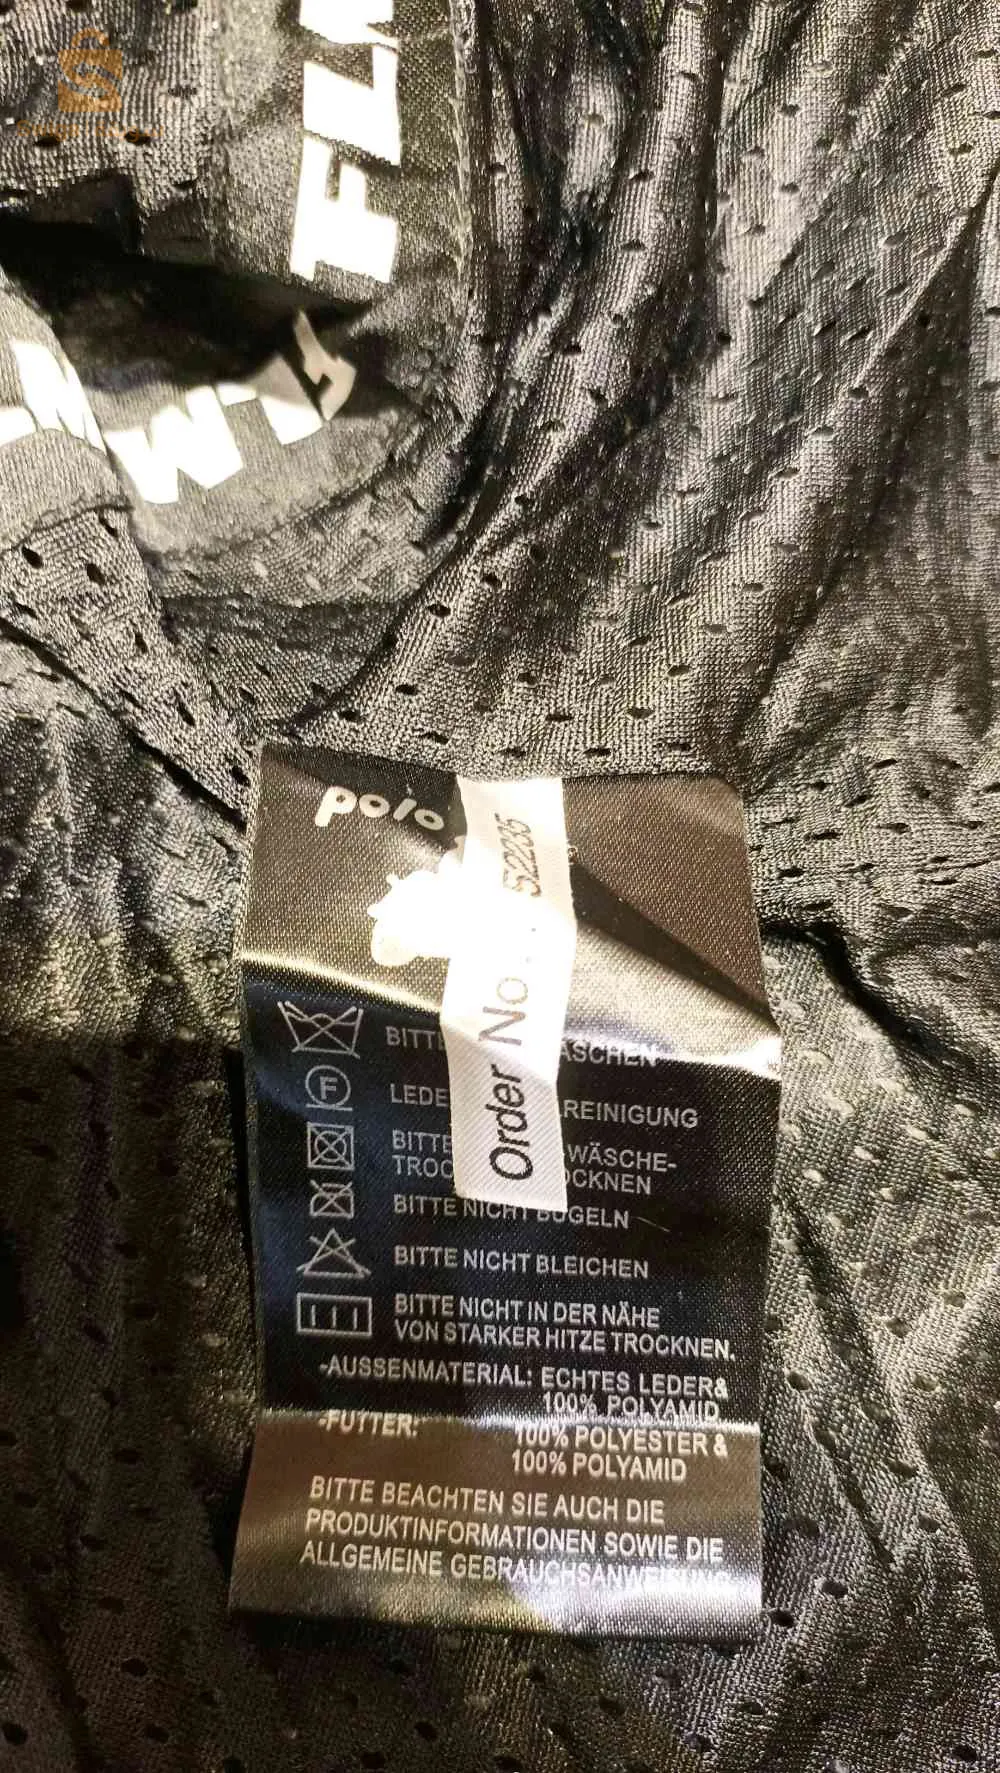 polo
Order No 52235
BITTE
LEDE REINIGUNG
BITTE WÄSCHE-
TROC OCKNEN
BITTE NICHT BÜGELN
BITTE NICHT BLEICHEN
BITTE NICHT IN DER NÄHE
VON STARKER HITZE TROCKNEN.
-AUSSENMATERIAL: ECHTES LEDER&
100% POLYAMID
-FUTTER: 100% POLYESTER &
100% POLYAMID
BITTE BEACHTEN SIE AUCH DIE
PRODUKTINFORMATIONEN SOWIE DIE
ALLGEMEINE GEBRAUCHSANWEISUNG